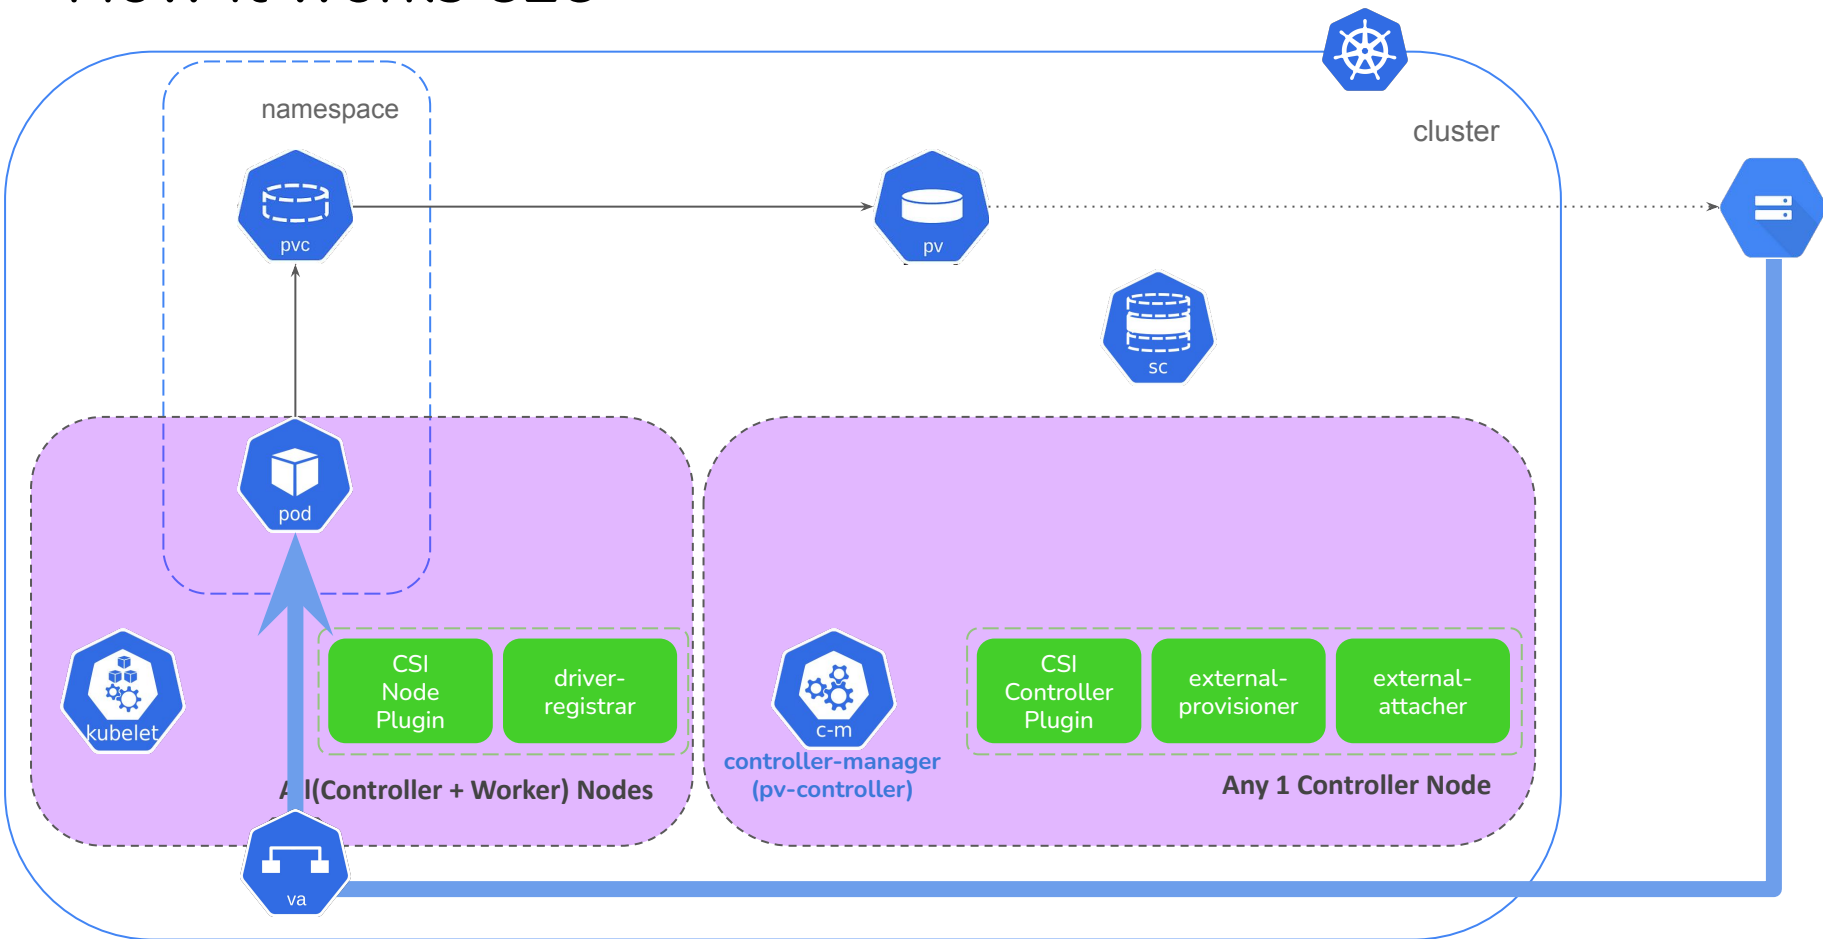 namespace
cluster
pvc
pv
sc
pod
kubelet
CSI
Node
Plugin
driver-
registrar
c-m
controller-manager
(pv-controller)
CSI
Controller
Plugin
external-
provisioner
external-
attacher
(Controller + Worker) Nodes
Any 1 Controller Node
va